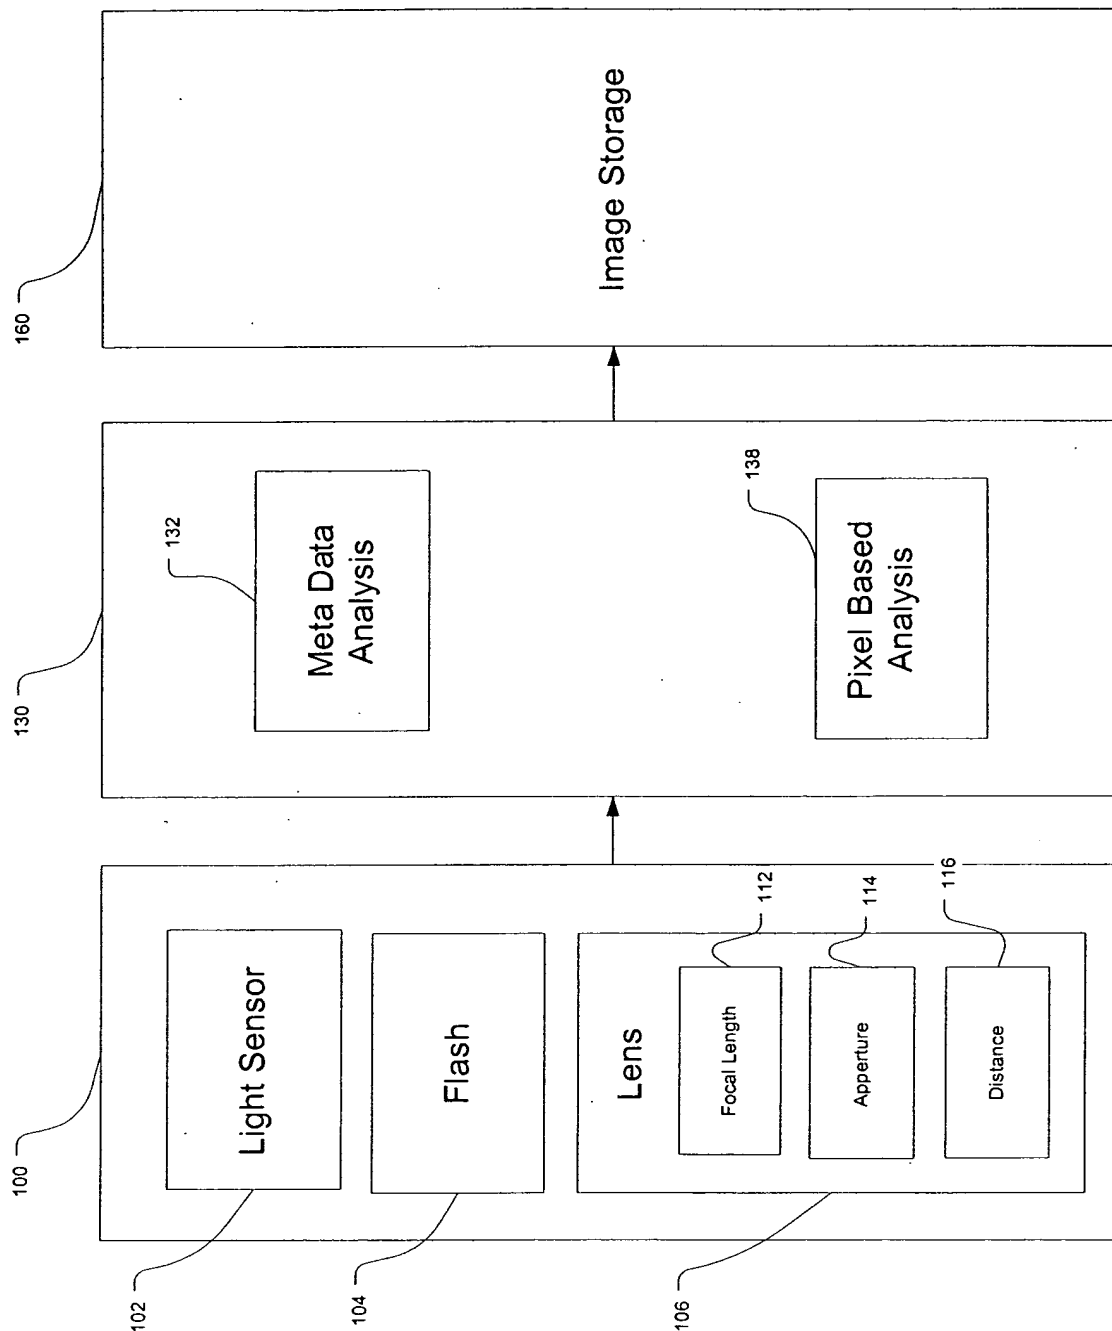 100
102
Light Sensor
104
Flash
106
Lens
112
Focal Length
114
Apperture
116
Distance
130
132
Meta Data
Analysis
138
Pixel Based
Analysis
160
Image Storage